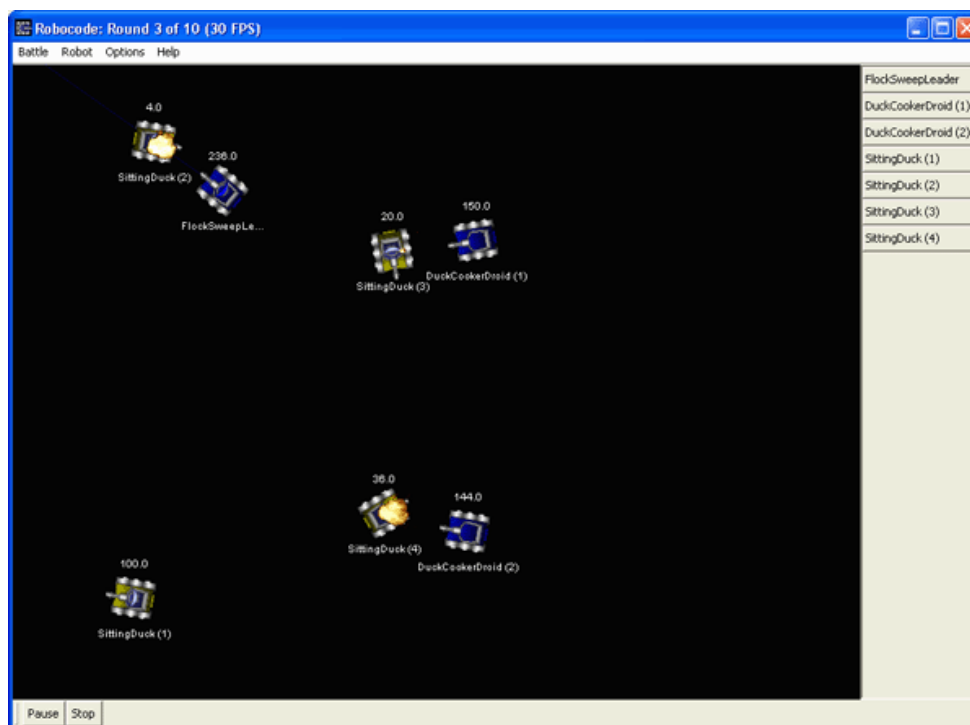 Robocode: Round 3 of 10 (30 FPS)
Battle Robot Options Help
4.0
SittingDuck (2)
236.0
FlockSweepLe...
20.0
SittingDuck (3)
150.0
DuckCookerDroid (1)
36.0
SittingDuck (4)
144.0
DuckCookerDroid (2)
100.0
SittingDuck (1)
FlockSweepLeader
DuckCookerDroid (1)
DuckCookerDroid (2)
SittingDuck (1)
SittingDuck (2)
SittingDuck (3)
SittingDuck (4)
Pause Stop